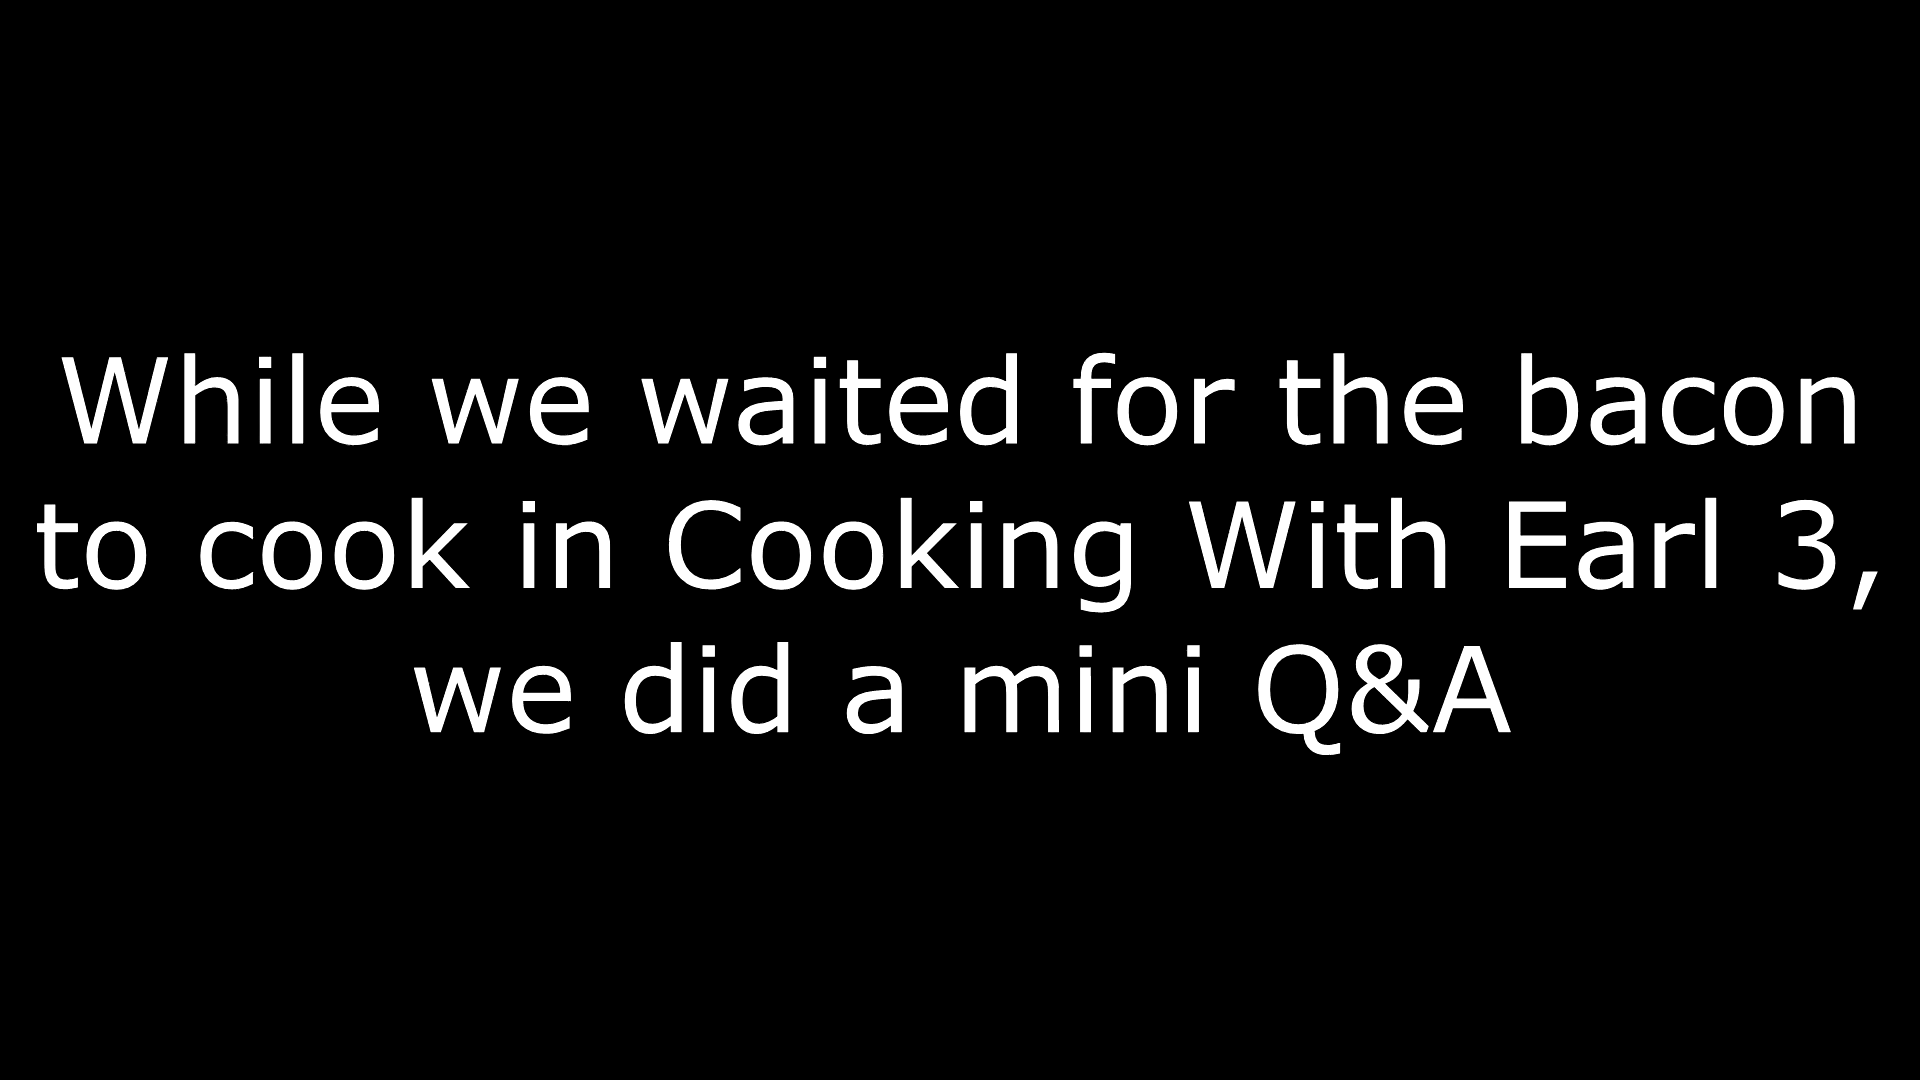 While we waited for the bacon
to cook in Cooking With Earl 3,
we did a mini Q&A